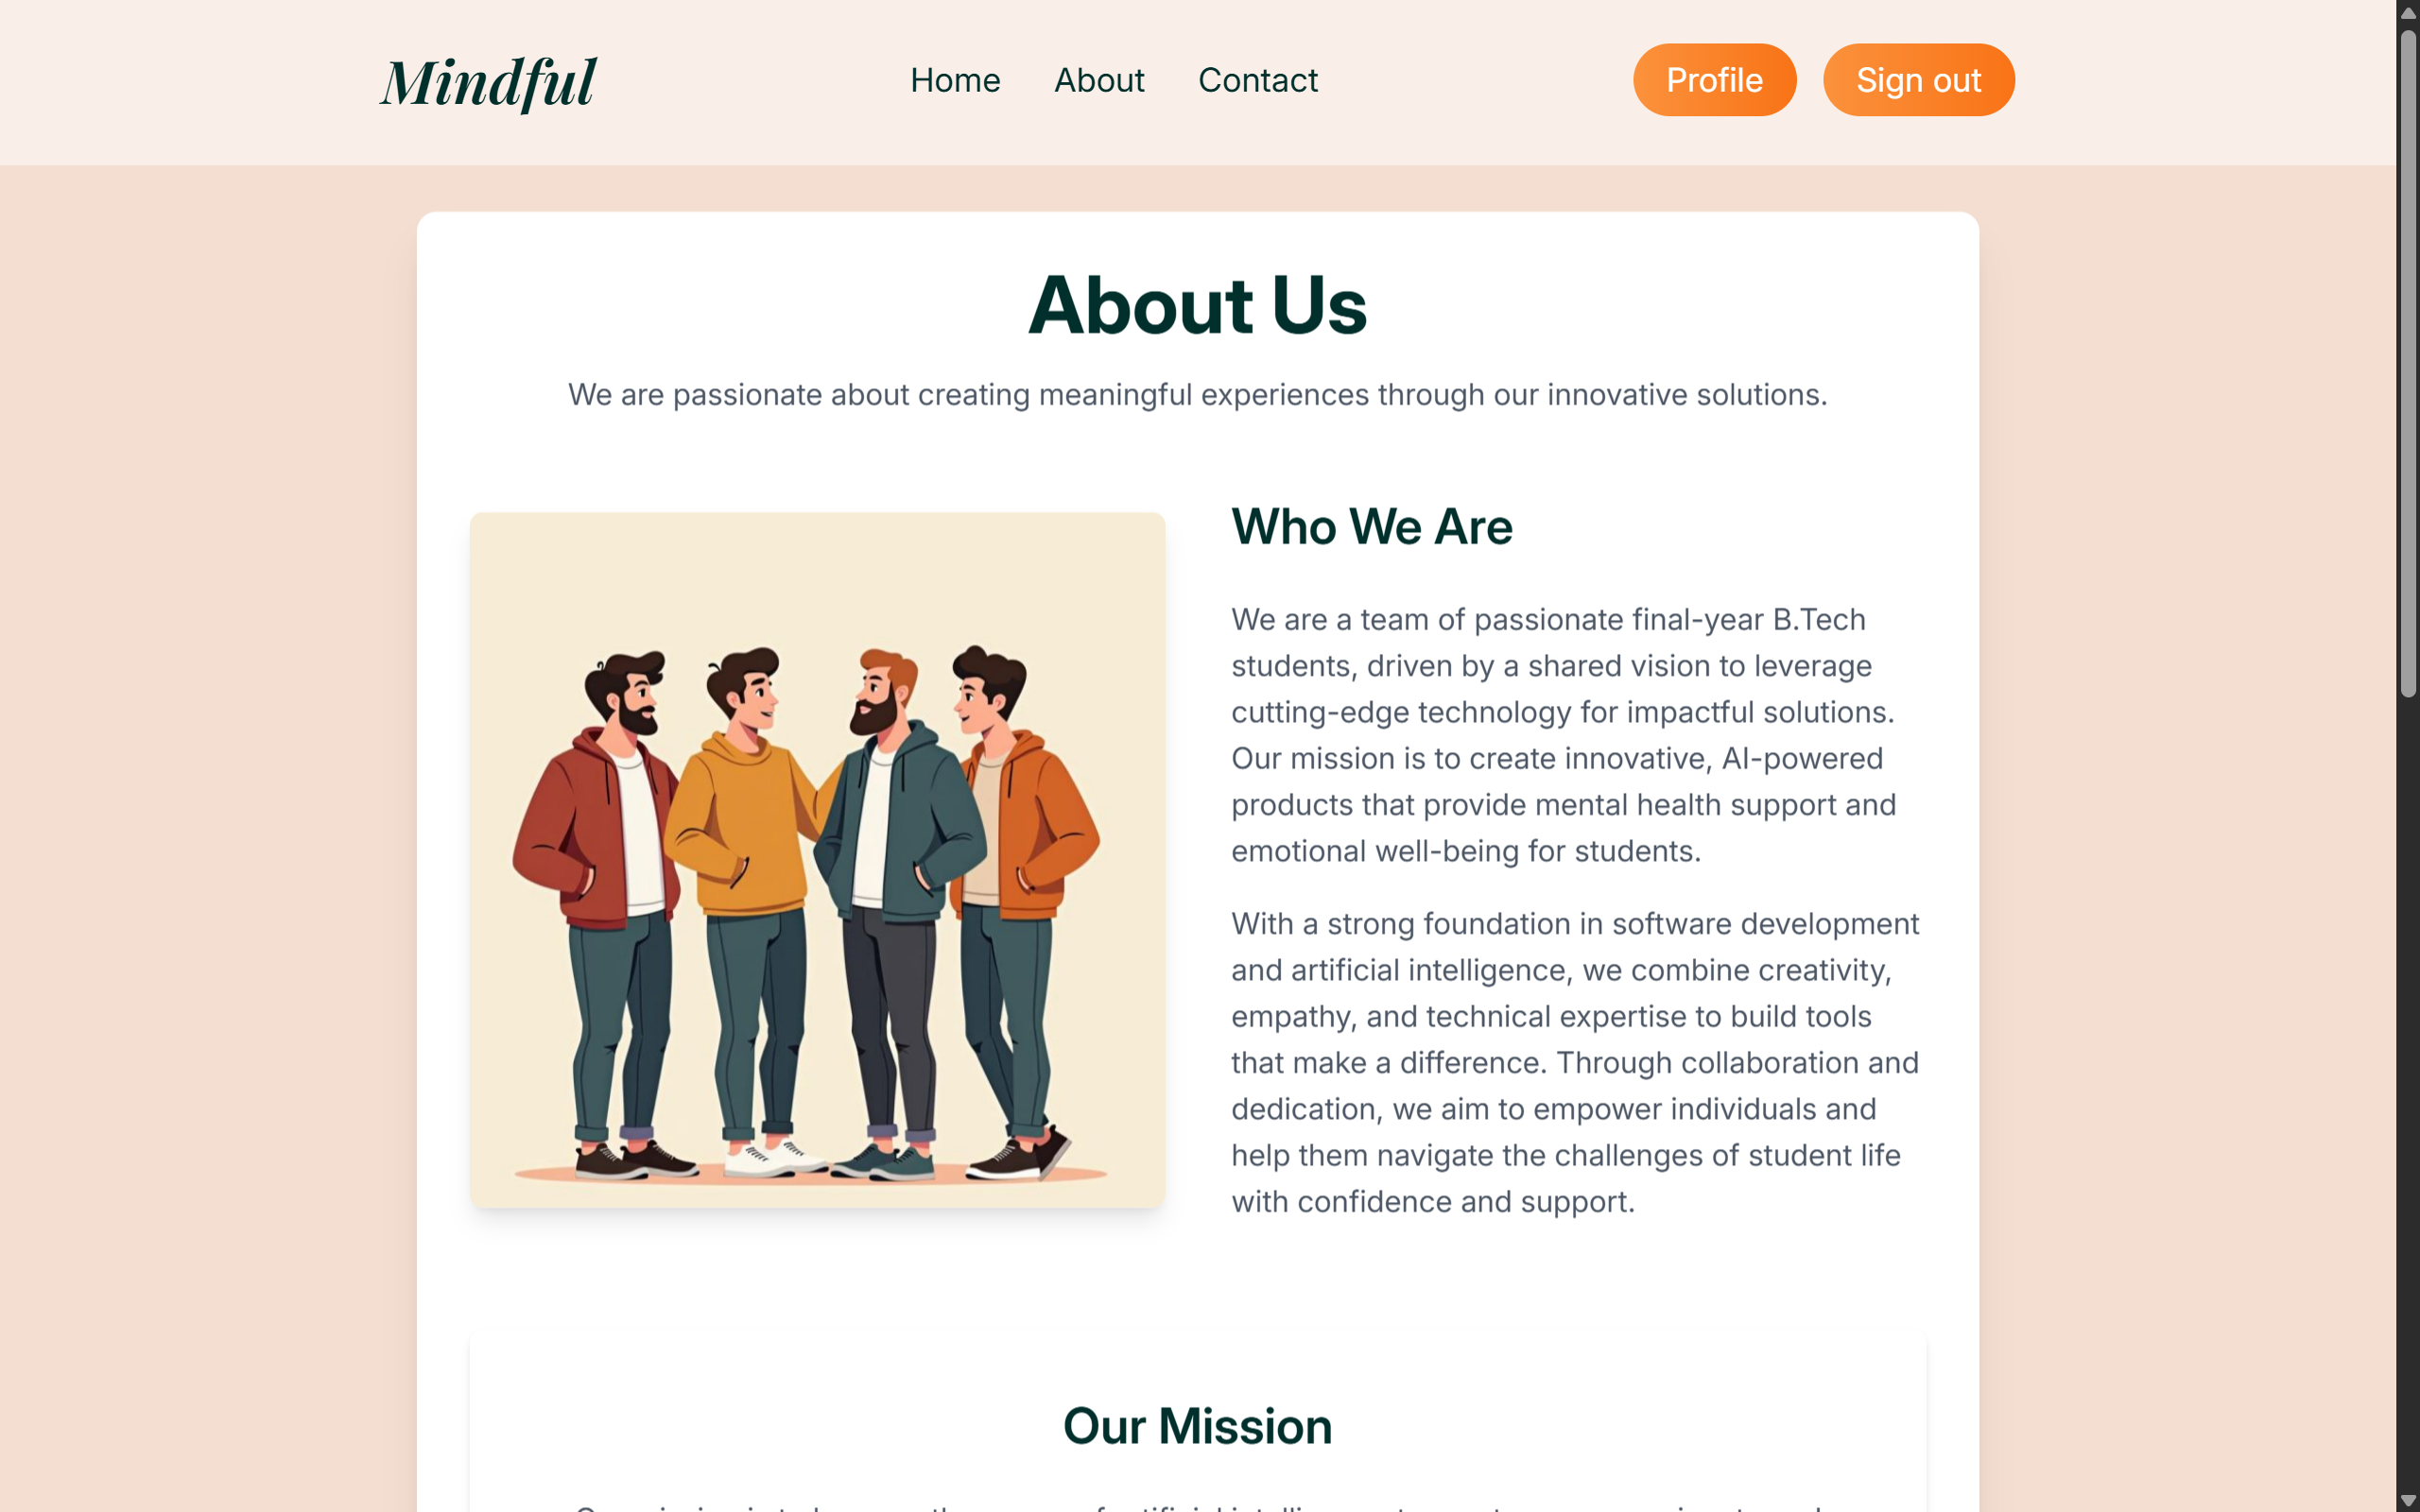 Mindful
Home About Contact
Profile Sign out
About Us
We are passionate about creating meaningful experiences through our innovative solutions.
Who We Are
We are a team of passionate final-year B.Tech
students, driven by a shared vision to leverage
cutting-edge technology for impactful solutions.
Our mission is to create innovative, AI-powered
products that provide mental health support and
emotional well-being for students.
With a strong foundation in software development
and artificial intelligence, we combine creativity,
empathy, and technical expertise to build tools
that make a difference. Through collaboration and
dedication, we aim to empower individuals and
help them navigate the challenges of student life
with confidence and support.
Our Mission